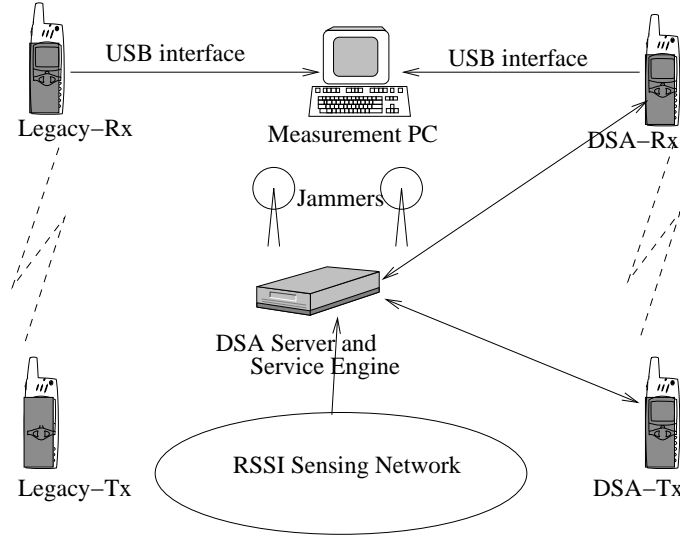 USB interface
USB interface
Legacy−Rx
Measurement PC
DSA−Rx
Jammers
DSA Server and
Service Engine
RSSI Sensing Network
Legacy−Tx
DSA−Tx